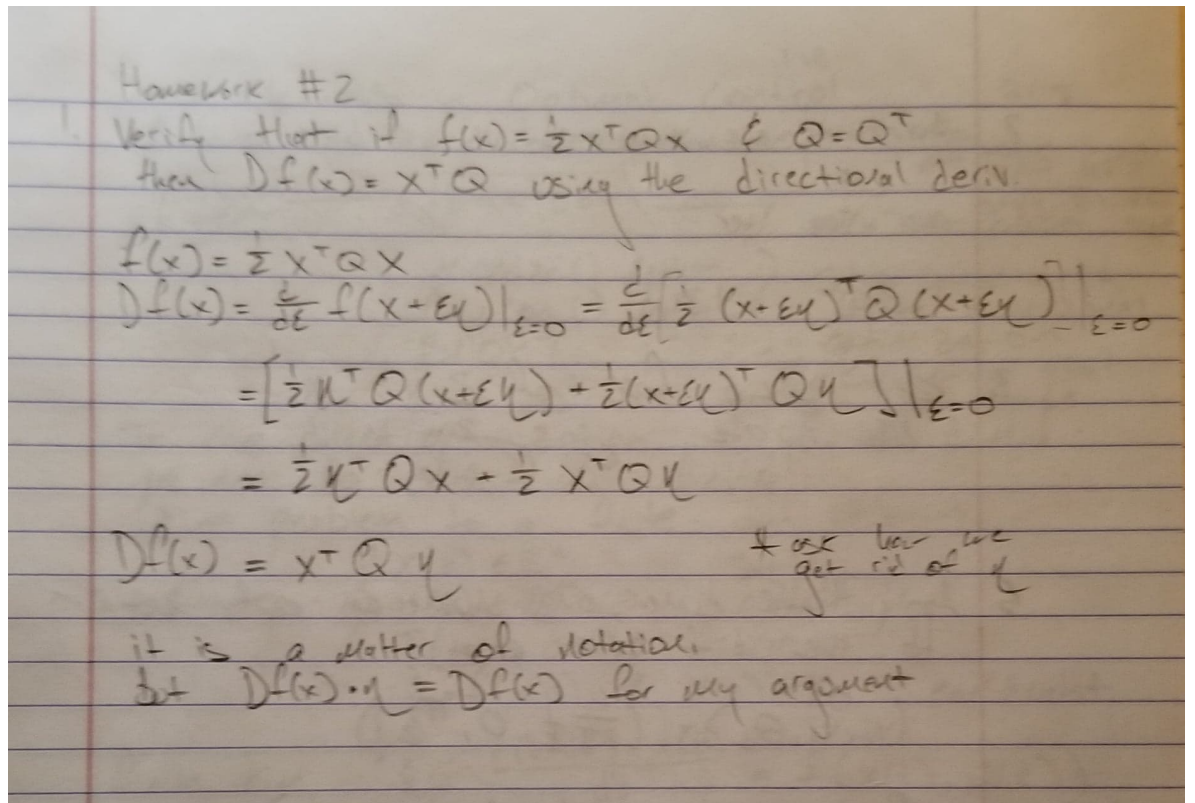 Homework #2
1. Verify that if f(x) = ½ xᵀQx & Q = Qᵀ
then Df(x) = xᵀQ using the directional deriv.
f(x) = ½ xᵀQx
Df(x) = d/dε f(x+εη)|ε=0 = d/dε [½ (x+εη)ᵀ Q (x+εη)]|ε=0
= [½ ηᵀ Q (x+εη) + ½ (x+εη)ᵀ Qη]|ε=0
= ½ ηᵀ Q x + ½ xᵀ Q η
Df(x) = xᵀ Q η
* ask how we
get rid of η
it is a matter of notation.
let Df(x)·η = Df(x) for my argument